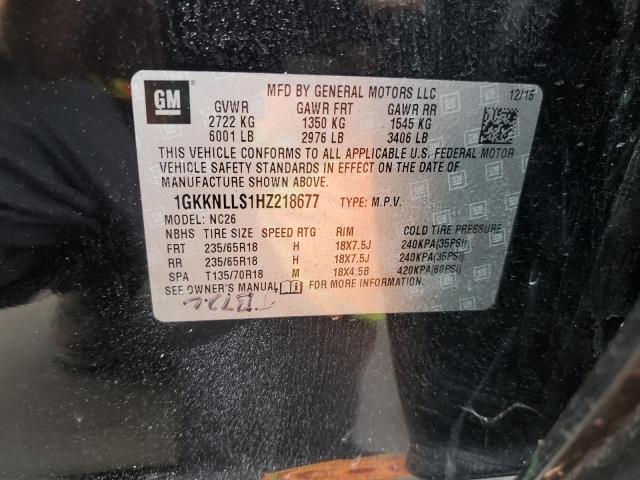 GM
MFD BY GENERAL MOTORS LLC
12/16
GVWR GAWR FRT GAWR RR
2722 KG 1350 KG 1545 KG
6001 LB 2976 LB 3406 LB
THIS VEHICLE CONFORMS TO ALL APPLICABLE U.S. FEDERAL MOTOR
VEHICLE SAFETY STANDARDS IN EFFECT ON THE DATE OF
MANUFACTURE SHOWN ABOVE.
1GKKNLLS1HZ218677 TYPE: M.P.V.
MODEL: NC26
NBHS TIRE SIZE SPEED RTG RIM COLD TIRE PRESSURE
FRT 235/65R18 H 18X7.5J 240KPA(35PSI)
RR 235/65R18 H 18X7.5J 240KPA(35PSI)
SPA T135/70R18 M 18X4.5B 420KPA(60PSI)
SEE OWNER'S MANUAL FOR MORE INFORMATION.